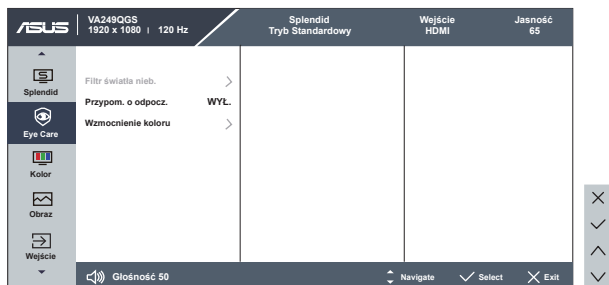 ASUS
VA249QGS
1920 x 1080 | 120 Hz
Splendid
Tryb Standardowy
Wejście
HDMI
Jasność
65
Splendid
Eye Care
Kolor
Obraz
Wejście
Filtr światła nieb.
Przypom. o odpocz. WYŁ.
Wzmocnienie koloru
Głośność 50
Navigate
Select
Exit